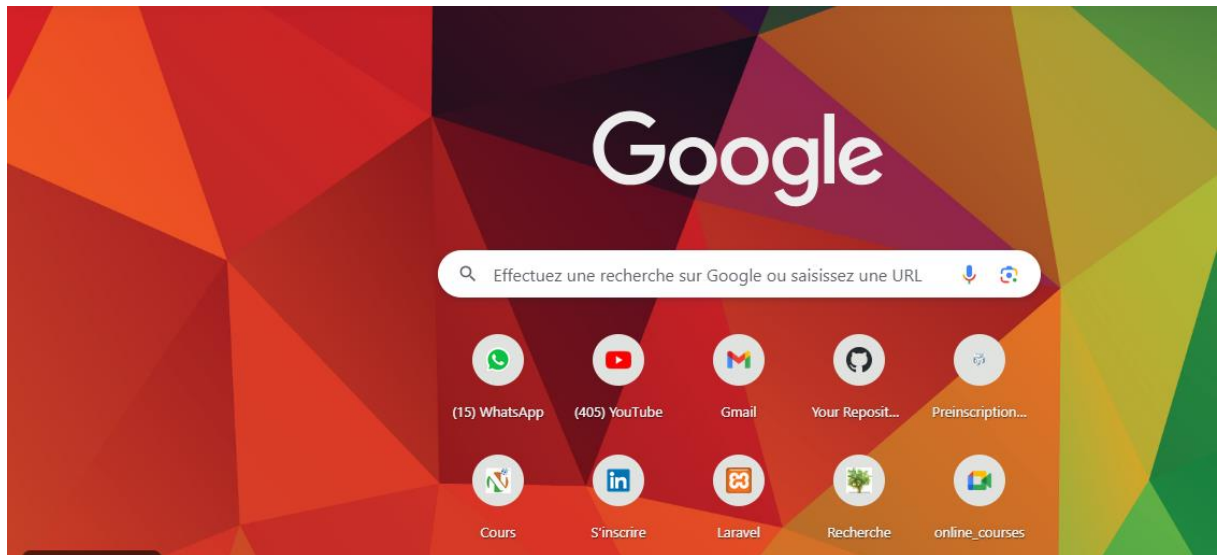 Google
Effectuez une recherche sur Google ou saisissez une URL
(15) WhatsApp (405) YouTube Gmail Your Reposit... Preinscription...
Cours S'inscrire Laravel Recherche online_courses